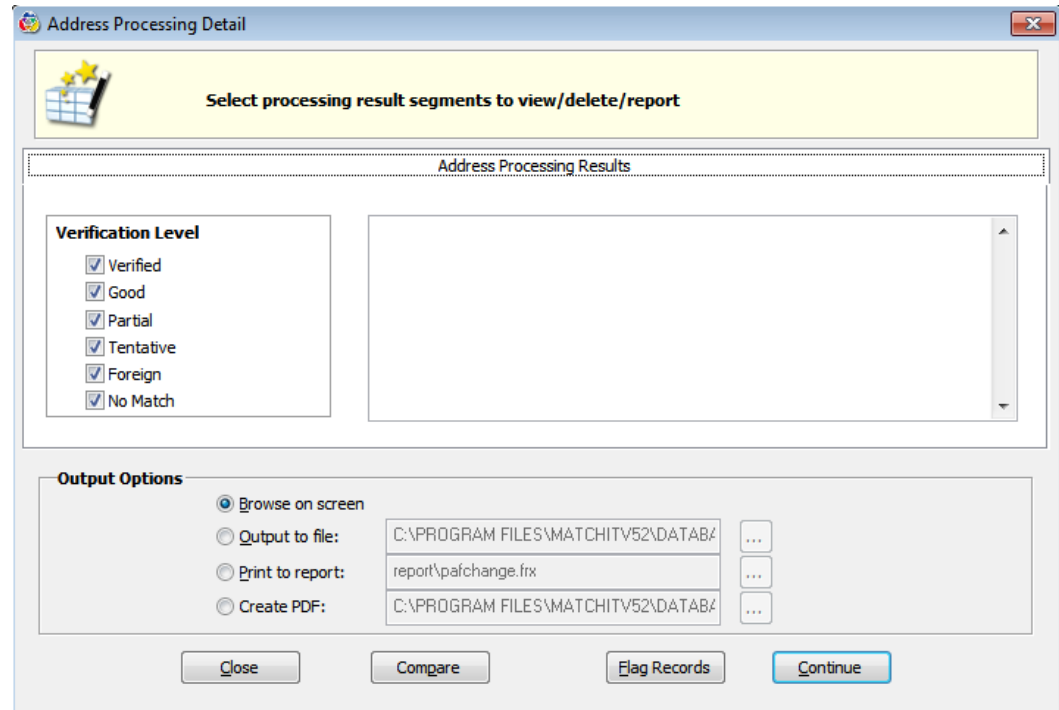 Address Processing Detail
Select processing result segments to view/delete/report
Address Processing Results
Verification Level
Verified
Good
Partial
Tentative
Foreign
No Match
Output Options
Browse on screen
Output to file: C:\PROGRAM FILES\MATCHITV52\DATABA
...
Print to report: report\pafchange.frx
...
Create PDF: C:\PROGRAM FILES\MATCHITV52\DATABA
...
Close Compare Flag Records Continue